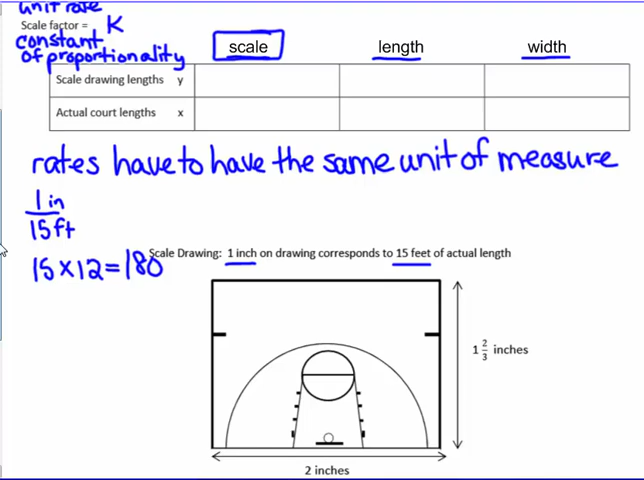 unit rate
Scale factor = K
constant
of proportionality
scale length width
Scale drawing lengths y
Actual court lengths x
rates have to have the same unit of measure
1 in
15 ft
15 x 12 = 180
Scale Drawing: 1 inch on drawing corresponds to 15 feet of actual length
1 2/3 inches
2 inches